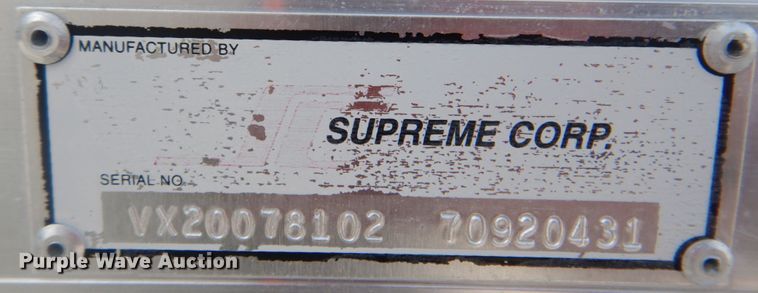 MANUFACTURED BY
SUPREME CORP.
SERIAL NO.
VX20078102 70920431
Purple Wave Auction